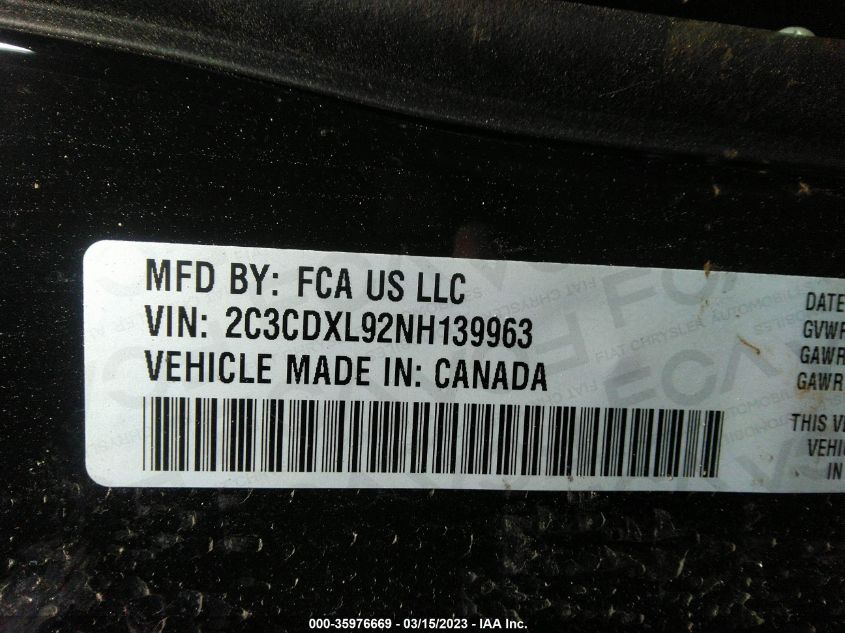 MFD BY: FCA US LLC
VIN: 2C3CDXL92NH139963
VEHICLE MADE IN: CANADA
DATE
GVWR
GAWR
GAWR
THIS VE
VEHI
IN
000-35976669 - 03/15/2023 - IAA Inc.